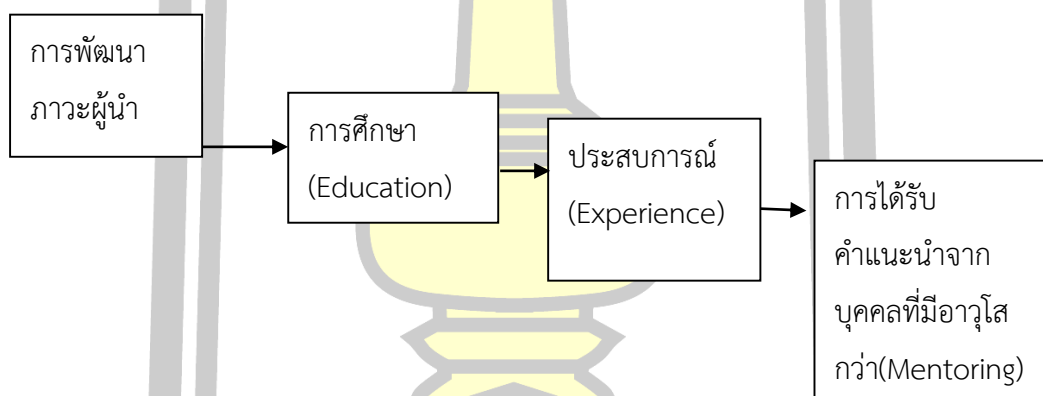 การพัฒนา
ภาวะผู้นำ
การศึกษา
(Education)
ประสบการณ์
(Experience)
การได้รับ
คำแนะนำจาก
บุคคลที่มีอาวุโส
กว่า(Mentoring)